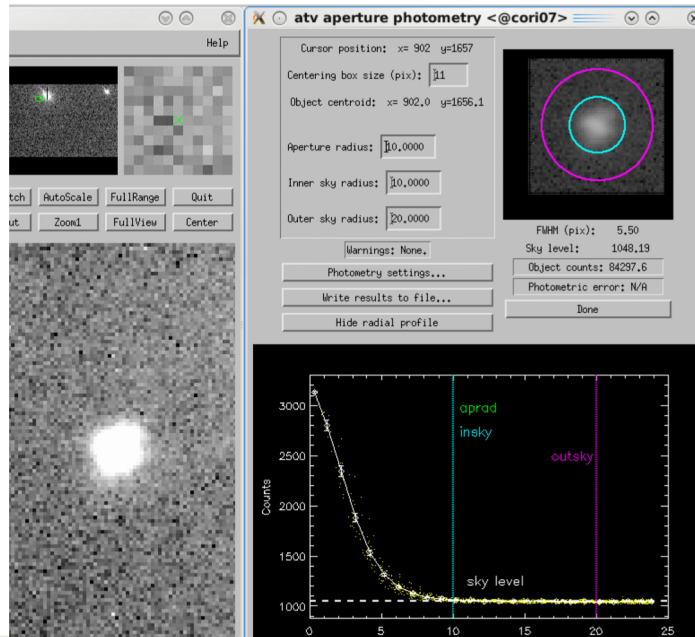 Help
tch AutoScale FullRange Quit
ut Zoom1 FullView Center
atv aperture photometry <@cori07>
Cursor position: x= 902 y=1657
Centering box size (pix): 11
Object centroid: x= 902.0 y=1656.1
Aperture radius: 10.0000
Inner sky radius: 10.0000
Outer sky radius: 20.0000
Warnings: None.
Photometry settings...
Write results to file...
Hide radial profile
FWHM (pix): 5.50
Sky level: 1048.19
Object counts: 84297.6
Photometric error: N/A
Done
Counts
3000
2500
2000
1500
1000
aprad
insky
outsky
sky level
0 5 10 15 20 25